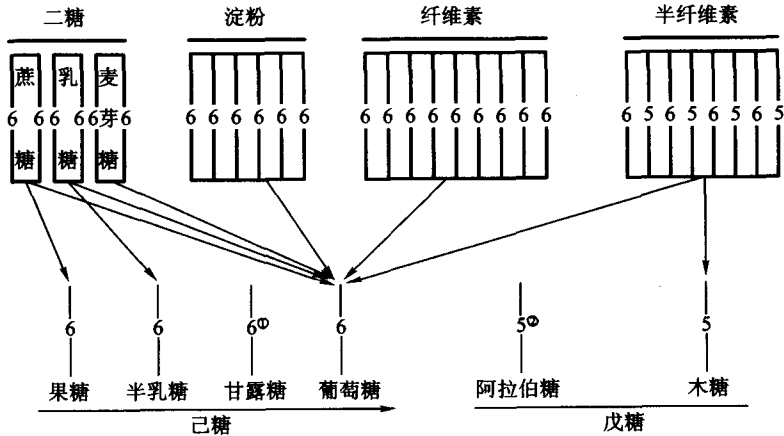 二糖 淀粉 纤维素 半纤维素
蔗 乳 麦
6 6 6 6 6 芽 6 6 6 6 6 6 6 6 6 6 6 6 6 6 6 6 6 6 5 6 5 6 5 6 5
糖 糖 糖
6 6 6① 6 5② 5
果糖 半乳糖 甘露糖 葡萄糖 阿拉伯糖 木糖
己糖 戊糖